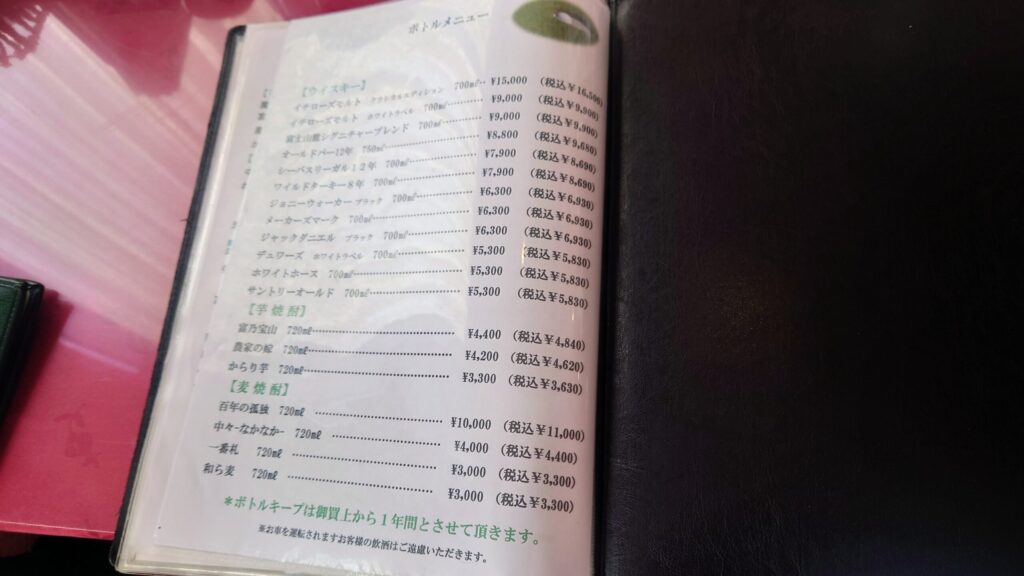 ボトルメニュー
【ウィスキー】
イチローズモルト クラシカルエディション 700㎖ ¥15,000 (税込¥16,500)
イチローズモルト ホワイトラベル 700㎖ ¥9,000 (税込¥9,900)
富士山麓シグニチャーブレンド 700㎖ ¥9,000 (税込¥9,900)
オールドパー12年 750㎖ ¥8,800 (税込¥9,680)
シーバスリーガル12年 700㎖ ¥7,900 (税込¥8,690)
ワイルドターキー8年 700㎖ ¥7,900 (税込¥8,690)
ジョニーウォーカー ブラック 700㎖ ¥6,300 (税込¥6,930)
メーカーズマーク 700㎖ ¥6,300 (税込¥6,930)
ジャックダニエル ブラック 700㎖ ¥6,300 (税込¥6,930)
デュワーズ ホワイトラベル 700㎖ ¥5,300 (税込¥5,830)
ホワイトホース 700㎖ ¥5,300 (税込¥5,830)
サントリーオールド 700㎖ ¥5,300 (税込¥5,830)
【芋焼酎】
富乃宝山 720㎖ ¥4,400 (税込¥4,840)
農家の嫁 720㎖ ¥4,200 (税込¥4,620)
からり芋 720㎖ ¥3,300 (税込¥3,630)
【麦焼酎】
百年の孤独 720㎖ ¥10,000 (税込¥11,000)
中々-なかなか- 720㎖ ¥4,000 (税込¥4,400)
一番札 720㎖ ¥3,000 (税込¥3,300)
和ら麦 720㎖ ¥3,000 (税込¥3,300)
*ボトルキープは御買上から1年間とさせて頂きます。
※お車を運転されますお客様の飲酒はご遠慮いただきます。